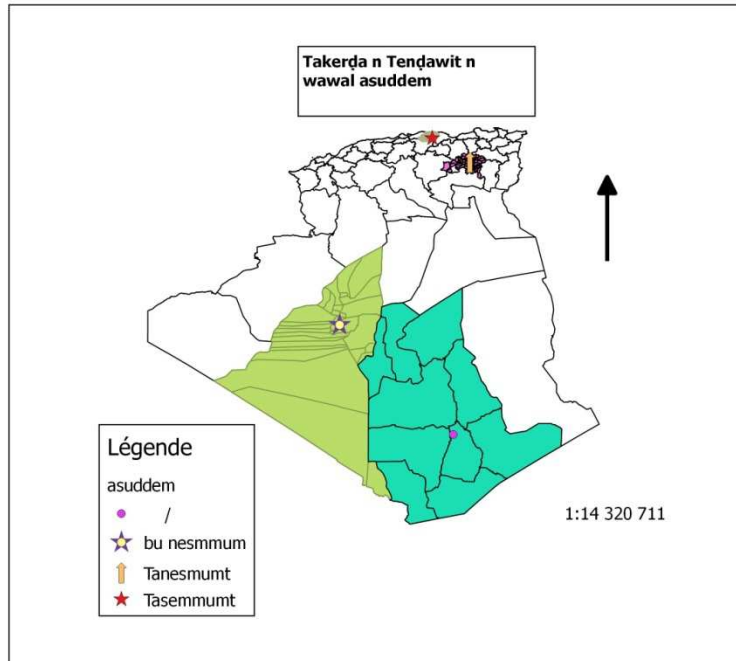 Takerḍa n Tenḍawit n
wawal asuddem
Légende
asuddem
/
bu nesmmum
Tanesmumt
Tasemmumt
1:14 320 711